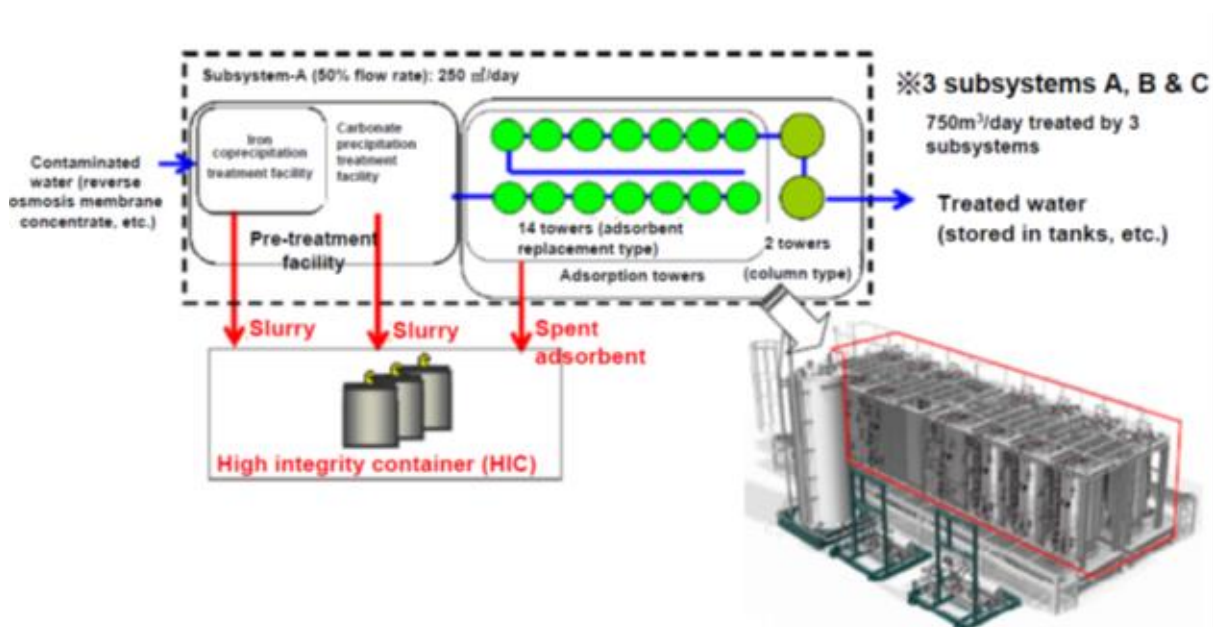 Subsystem-A (50% flow rate): 250 ㎥/day
※3 subsystems A, B & C
750m³/day treated by 3
subsystems
Contaminated
water (reverse
osmosis membrane
concentrate, etc.)
Iron
coprecipitation
treatment facility
Carbonate
precipitation
treatment
facility
Pre-treatment
facility
14 towers (adsorbent
replacement type)
2 towers
(column type)
Adsorption towers
Treated water
(stored in tanks, etc.)
Slurry
Slurry
Spent
adsorbent
High integrity container (HIC)